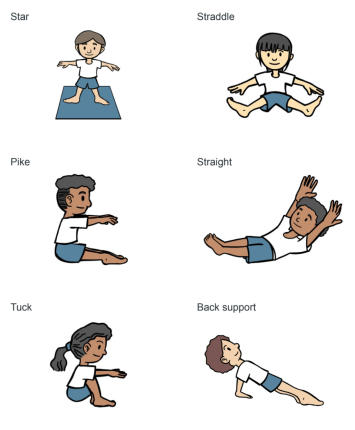 Star
Straddle
Pike
Straight
Tuck
Back support